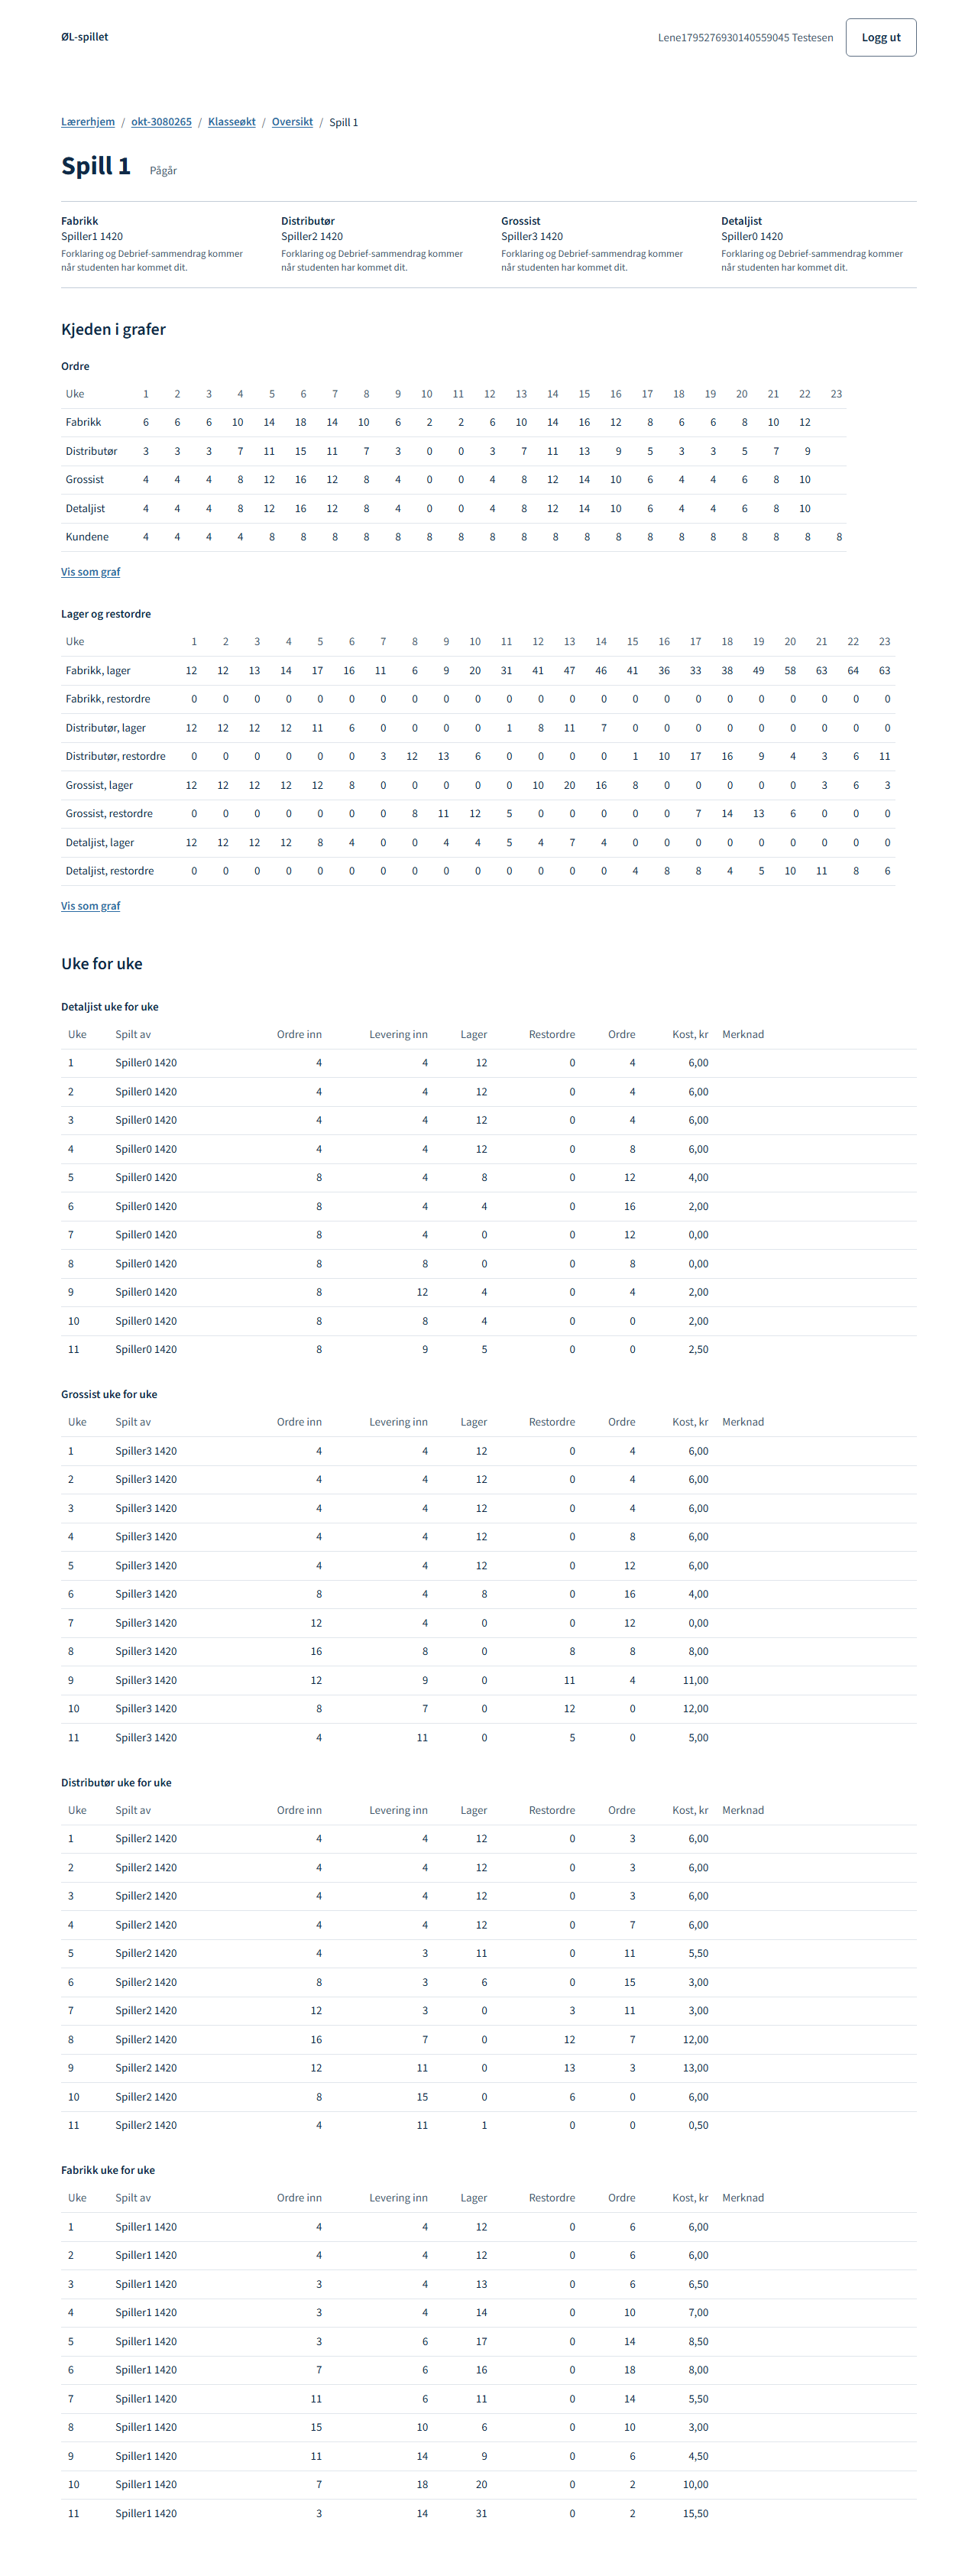 ØL-spillet
Lene1795276930140559045 Testesen
Logg ut
Lærerhjem / okt-3080265 / Klasseøkt / Oversikt / Spill 1
Spill 1 Pågår
Fabrikk Distributør Grossist Detaljist
Spiller1 1420 Spiller2 1420 Spiller3 1420 Spiller0 1420
Forklaring og Debrief-sammendrag kommer Forklaring og Debrief-sammendrag kommer Forklaring og Debrief-sammendrag kommer Forklaring og Debrief-sammendrag kommer
når studenten har kommet dit. når studenten har kommet dit. når studenten har kommet dit. når studenten har kommet dit.
Kjeden i grafer
Ordre
Uke 1 2 3 4 5 6 7 8 9 10 11 12 13 14 15 16 17 18 19 20 21 22 23
Fabrikk 6 6 6 10 14 18 14 10 6 2 2 6 10 14 16 12 8 6 6 8 10 12
Distributør 3 3 3 7 11 15 11 7 3 0 0 3 7 11 13 9 5 3 3 5 7 9
Grossist 4 4 4 8 12 16 12 8 4 0 0 4 8 12 14 10 6 4 4 6 8 10
Detaljist 4 4 4 8 12 16 12 8 4 0 0 4 8 12 14 10 6 4 4 6 8 10
Kundene 4 4 4 4 8 8 8 8 8 8 8 8 8 8 8 8 8 8 8 8 8 8 8
Vis som graf
Lager og restordre
Uke 1 2 3 4 5 6 7 8 9 10 11 12 13 14 15 16 17 18 19 20 21 22 23
Fabrikk, lager 12 12 13 14 17 16 11 6 9 20 31 41 47 46 41 36 33 38 49 58 63 64 63
Fabrikk, restordre 0 0 0 0 0 0 0 0 0 0 0 0 0 0 0 0 0 0 0 0 0 0 0
Distributør, lager 12 12 12 12 11 6 0 0 0 0 1 8 11 7 0 0 0 0 0 0 0 0 0
Distributør, restordre 0 0 0 0 0 0 3 12 13 6 0 0 0 0 1 10 17 16 9 4 3 6 11
Grossist, lager 12 12 12 12 12 8 0 0 0 0 0 10 20 16 8 0 0 0 0 0 3 6 3
Grossist, restordre 0 0 0 0 0 0 0 8 11 12 5 0 0 0 0 0 7 14 13 6 0 0 0
Detaljist, lager 12 12 12 12 8 4 0 0 4 4 5 4 7 4 0 0 0 0 0 0 0 0 0
Detaljist, restordre 0 0 0 0 0 0 0 0 0 0 0 0 0 0 4 8 8 4 5 10 11 8 6
Vis som graf
Uke for uke
Detaljist uke for uke
Uke Spilt av Ordre inn Levering inn Lager Restordre Ordre Kost, kr Merknad
1 Spiller0 1420 4 4 12 0 4 6,00
2 Spiller0 1420 4 4 12 0 4 6,00
3 Spiller0 1420 4 4 12 0 4 6,00
4 Spiller0 1420 4 4 12 0 8 6,00
5 Spiller0 1420 8 4 8 0 12 4,00
6 Spiller0 1420 8 4 4 0 16 2,00
7 Spiller0 1420 8 4 0 0 12 0,00
8 Spiller0 1420 8 8 0 0 8 0,00
9 Spiller0 1420 8 12 4 0 4 2,00
10 Spiller0 1420 8 8 4 0 0 2,00
11 Spiller0 1420 8 9 5 0 0 2,50
Grossist uke for uke
Uke Spilt av Ordre inn Levering inn Lager Restordre Ordre Kost, kr Merknad
1 Spiller3 1420 4 4 12 0 4 6,00
2 Spiller3 1420 4 4 12 0 4 6,00
3 Spiller3 1420 4 4 12 0 4 6,00
4 Spiller3 1420 4 4 12 0 8 6,00
5 Spiller3 1420 4 4 12 0 12 6,00
6 Spiller3 1420 8 4 8 0 16 4,00
7 Spiller3 1420 12 4 0 0 12 0,00
8 Spiller3 1420 16 8 0 8 8 8,00
9 Spiller3 1420 12 9 0 11 4 11,00
10 Spiller3 1420 8 7 0 12 0 12,00
11 Spiller3 1420 4 11 0 5 0 5,00
Distributør uke for uke
Uke Spilt av Ordre inn Levering inn Lager Restordre Ordre Kost, kr Merknad
1 Spiller2 1420 4 4 12 0 3 6,00
2 Spiller2 1420 4 4 12 0 3 6,00
3 Spiller2 1420 4 4 12 0 3 6,00
4 Spiller2 1420 4 4 12 0 7 6,00
5 Spiller2 1420 4 3 11 0 11 5,50
6 Spiller2 1420 8 3 6 0 15 3,00
7 Spiller2 1420 12 3 0 3 11 3,00
8 Spiller2 1420 16 7 0 12 7 12,00
9 Spiller2 1420 12 11 0 13 3 13,00
10 Spiller2 1420 8 15 0 6 0 6,00
11 Spiller2 1420 4 11 1 0 0 0,50
Fabrikk uke for uke
Uke Spilt av Ordre inn Levering inn Lager Restordre Ordre Kost, kr Merknad
1 Spiller1 1420 4 4 12 0 6 6,00
2 Spiller1 1420 4 4 12 0 6 6,00
3 Spiller1 1420 3 4 13 0 6 6,50
4 Spiller1 1420 3 4 14 0 10 7,00
5 Spiller1 1420 3 6 17 0 14 8,50
6 Spiller1 1420 7 6 16 0 18 8,00
7 Spiller1 1420 11 6 11 0 14 5,50
8 Spiller1 1420 15 10 6 0 10 3,00
9 Spiller1 1420 11 14 9 0 6 4,50
10 Spiller1 1420 7 18 20 0 2 10,00
11 Spiller1 1420 3 14 31 0 2 15,50